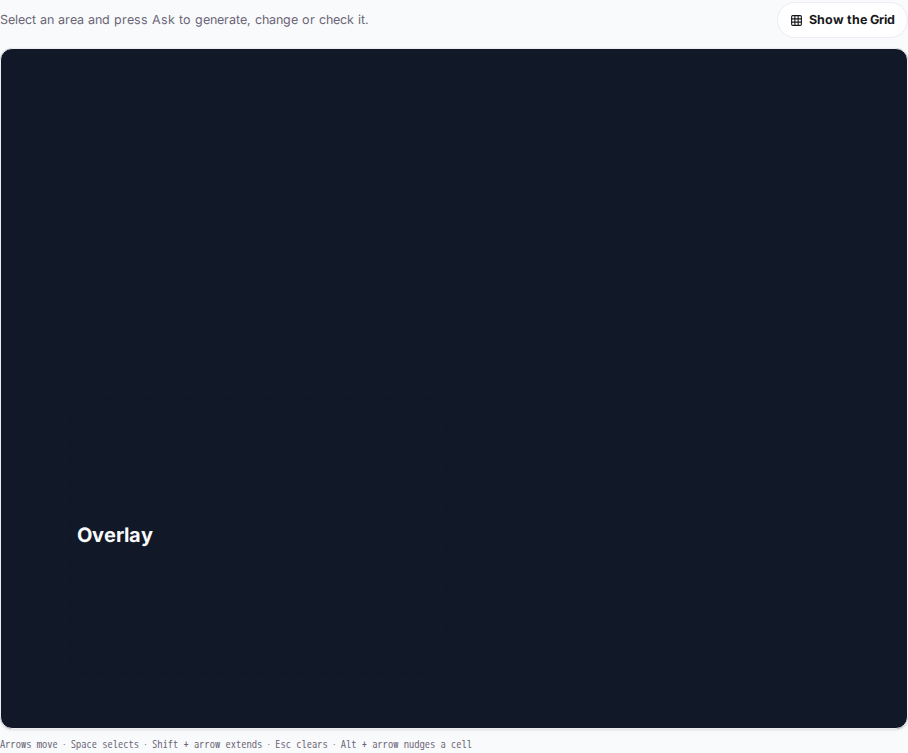 Select an area and press Ask to generate, change or check it.
Show the Grid
Overlay
Arrows move · Space selects · Shift + arrow extends · Esc clears · Alt + arrow nudges a cell